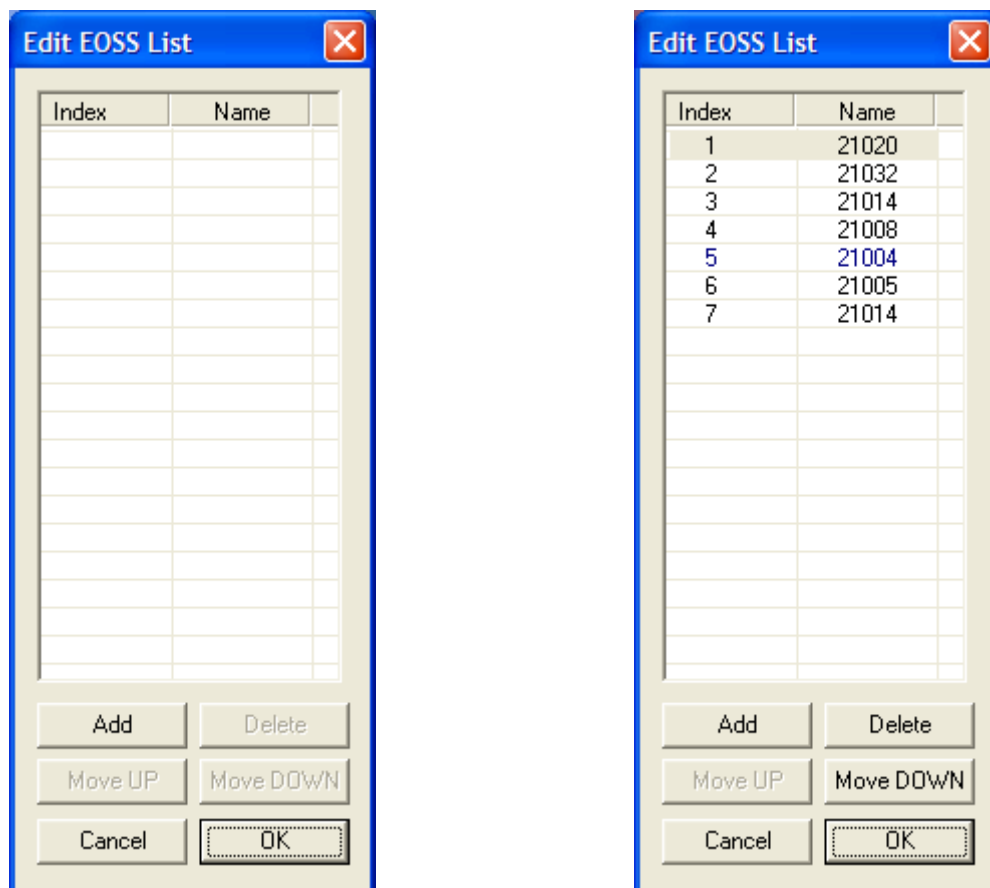 Edit EOSS List
Index Name
Add Delete
Move UP Move DOWN
Cancel OK
Edit EOSS List
Index Name
1 21020
2 21032
3 21014
4 21008
5 21004
6 21005
7 21014
Add Delete
Move UP Move DOWN
Cancel OK